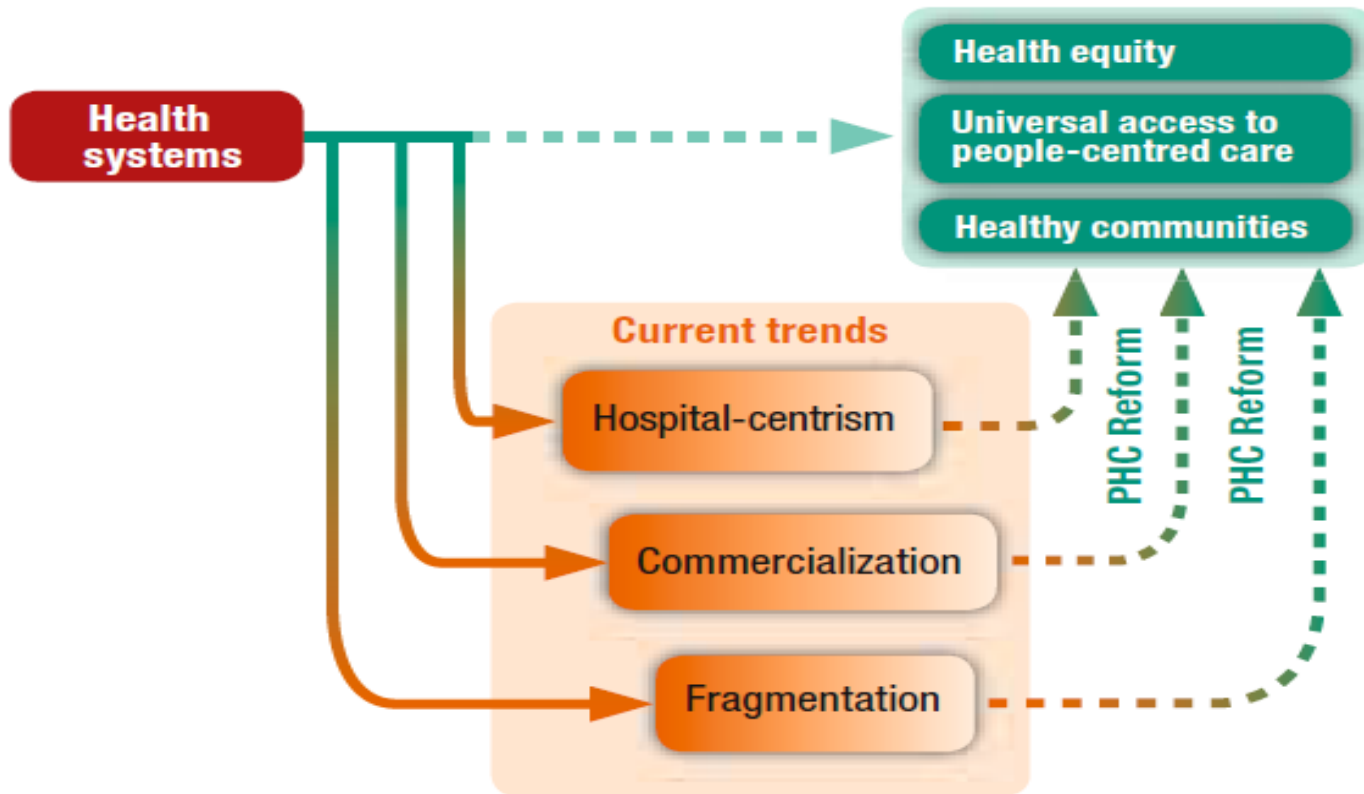 Health
systems
Health equity
Universal access to
people-centred care
Healthy communities
Current trends
Hospital-centrism
Commercialization
Fragmentation
PHC Reform
PHC Reform